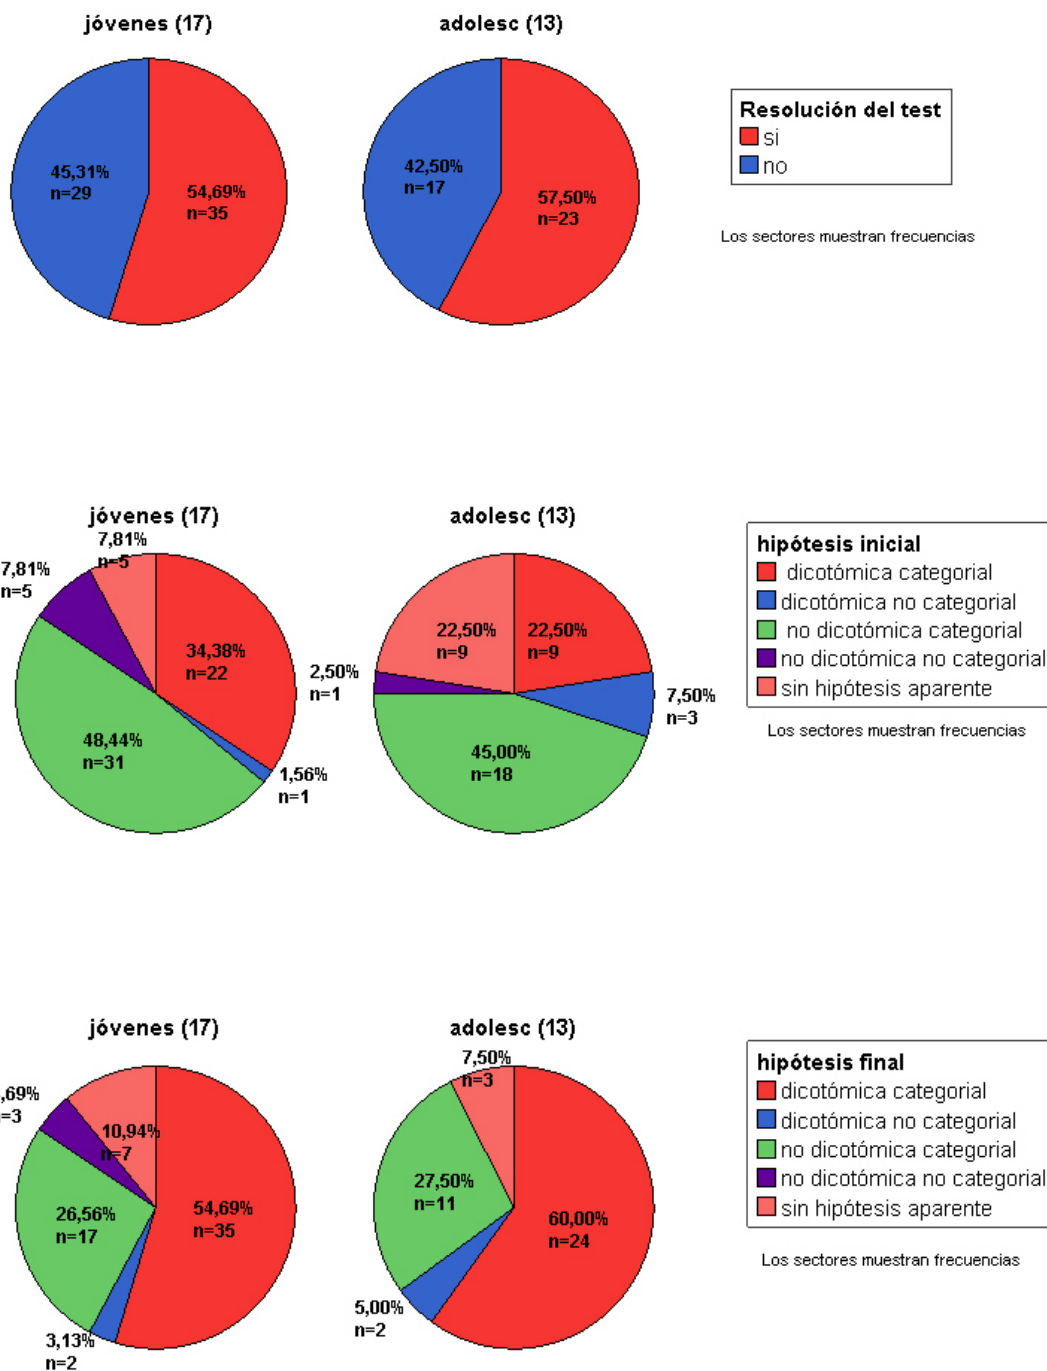 jóvenes (17)
adolesc (13)
45,31%
n=29
54,69%
n=35
42,50%
n=17
57,50%
n=23
Resolución del test
si
no
Los sectores muestran frecuencias
jóvenes (17)
adolesc (13)
7,81%
n=5
7,81%
n=5
34,38%
n=22
48,44%
n=31
1,56%
n=1
22,50%
n=9
22,50%
n=9
2,50%
n=1
7,50%
n=3
45,00%
n=18
hipótesis inicial
dicotómica categorial
dicotómica no categorial
no dicotómica categorial
no dicotómica no categorial
sin hipótesis aparente
Los sectores muestran frecuencias
jóvenes (17)
adolesc (13)
,69%
=3
10,94%
n=7
26,56%
n=17
54,69%
n=35
3,13%
n=2
7,50%
n=3
27,50%
n=11
60,00%
n=24
5,00%
n=2
hipótesis final
dicotómica categorial
dicotómica no categorial
no dicotómica categorial
no dicotómica no categorial
sin hipótesis aparente
Los sectores muestran frecuencias